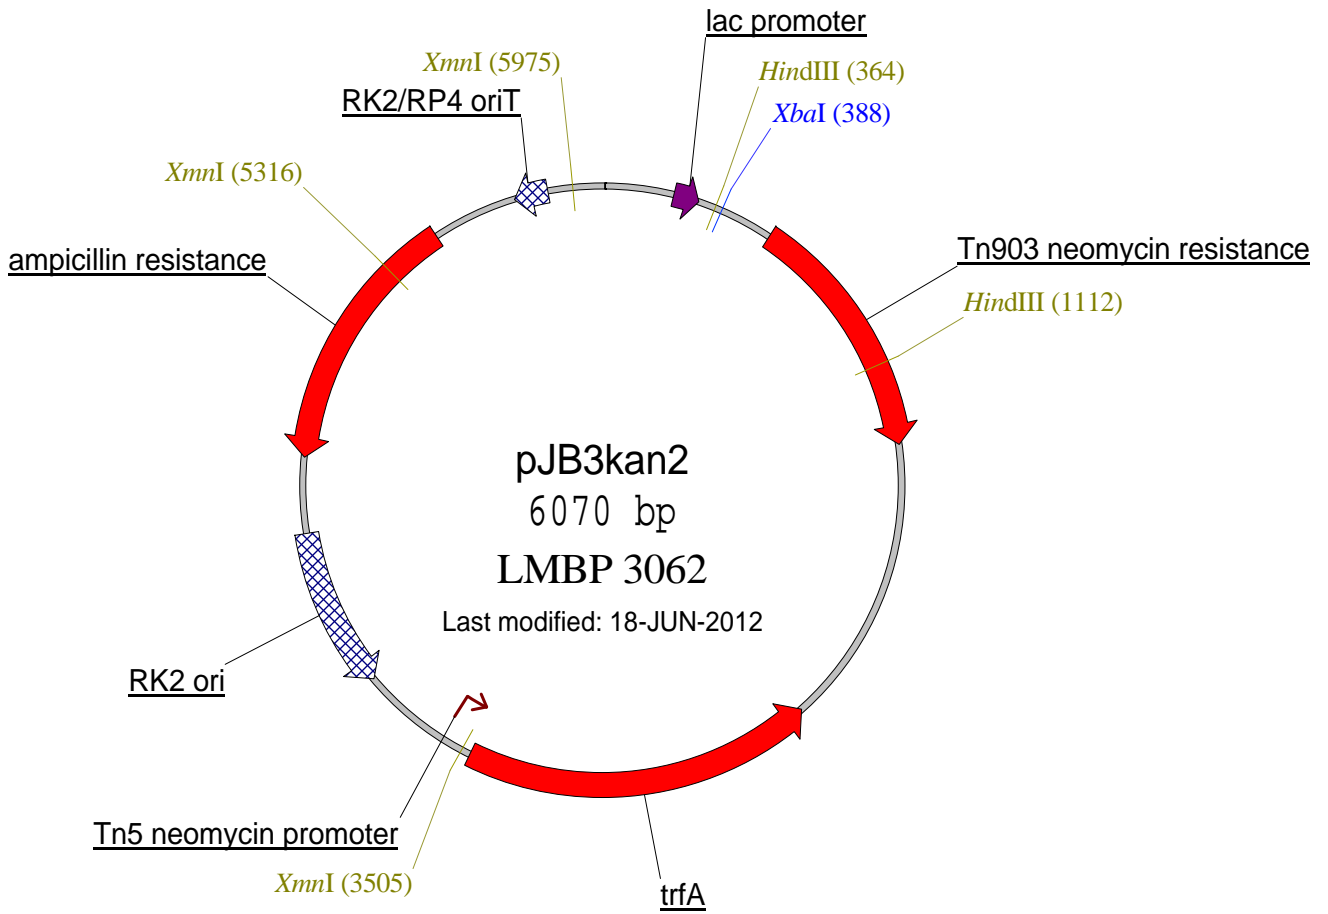 lac promoter
XmnI (5975)
HindIII (364)
RK2/RP4 oriT
XbaI (388)
XmnI (5316)
ampicillin resistance
Tn903 neomycin resistance
HindIII (1112)
pJB3kan2
6070 bp
LMBP 3062
Last modified: 18-JUN-2012
RK2 ori
Tn5 neomycin promoter
XmnI (3505)
trfA